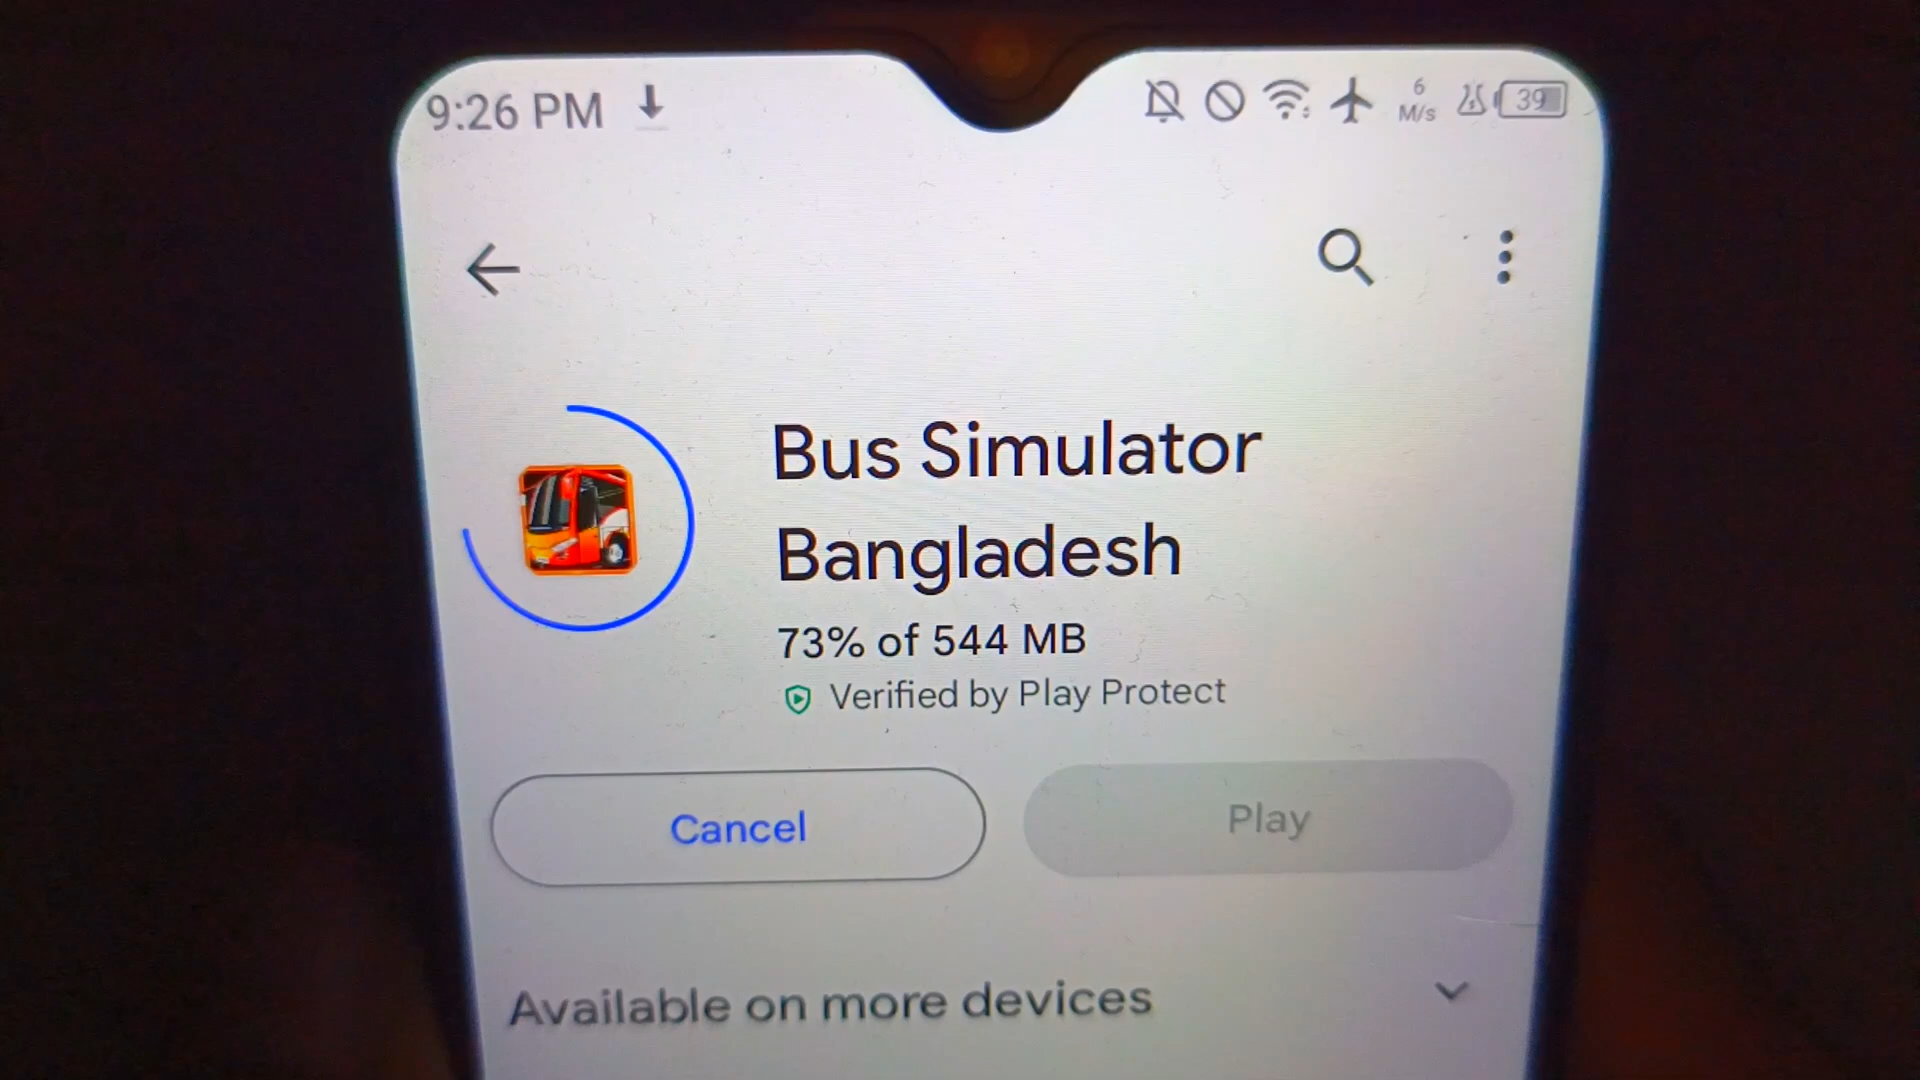 9:26 PM
6
M/s
39
Bus Simulator
Bangladesh
73% of 544 MB
Verified by Play Protect
Cancel
Play
Available on more devices